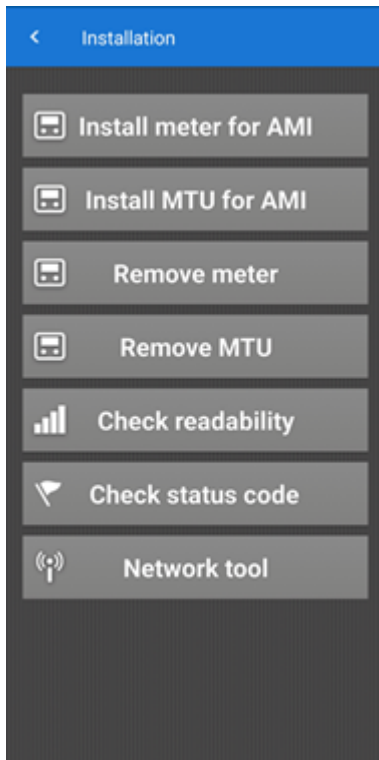 Installation
Install meter for AMI
Install MTU for AMI
Remove meter
Remove MTU
Check readability
Check status code
Network tool